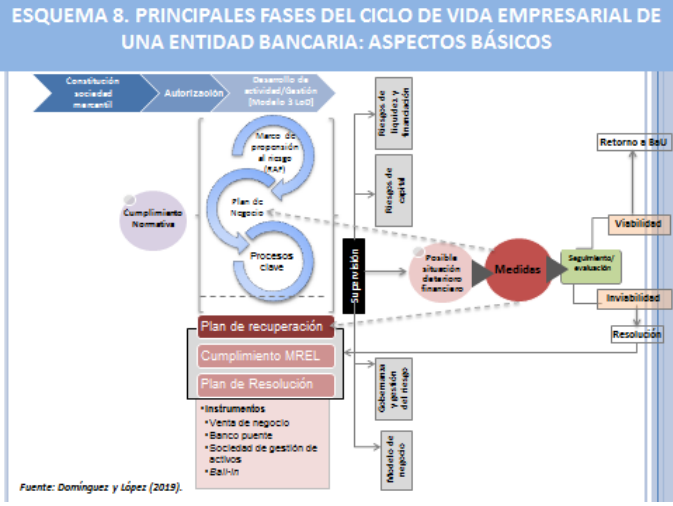 ESQUEMA 8. PRINCIPALES FASES DEL CICLO DE VIDA EMPRESARIAL DE
UNA ENTIDAD BANCARIA: ASPECTOS BÁSICOS
Constitución
sociedad
mercantil
Autorización
Desarrollo de
actividad/Gestión
[Modelo 3 LoD]
Marco de
propensión
al riesgo
(RAF)
Plan de
Negocio
Procesos
clave
Cumplimiento
Normativa
Riesgos de
liquidez y
financiación
Riesgos de
capital
Supervisión
Posible
situación
deterioro
financiero
Medidas
Seguimiento/
evaluación
Retorno a BaU
Viabilidad
Inviabilidad
Resolución
Plan de recuperación
Cumplimiento MREL
Plan de Resolución
•Instrumentos
•Venta de negocio
•Banco puente
•Sociedad de gestión de
activos
•Bail-in
Gobernanza
y gestión
del riesgo
Modelo de
negocio
Fuente: Domínguez y López (2019).